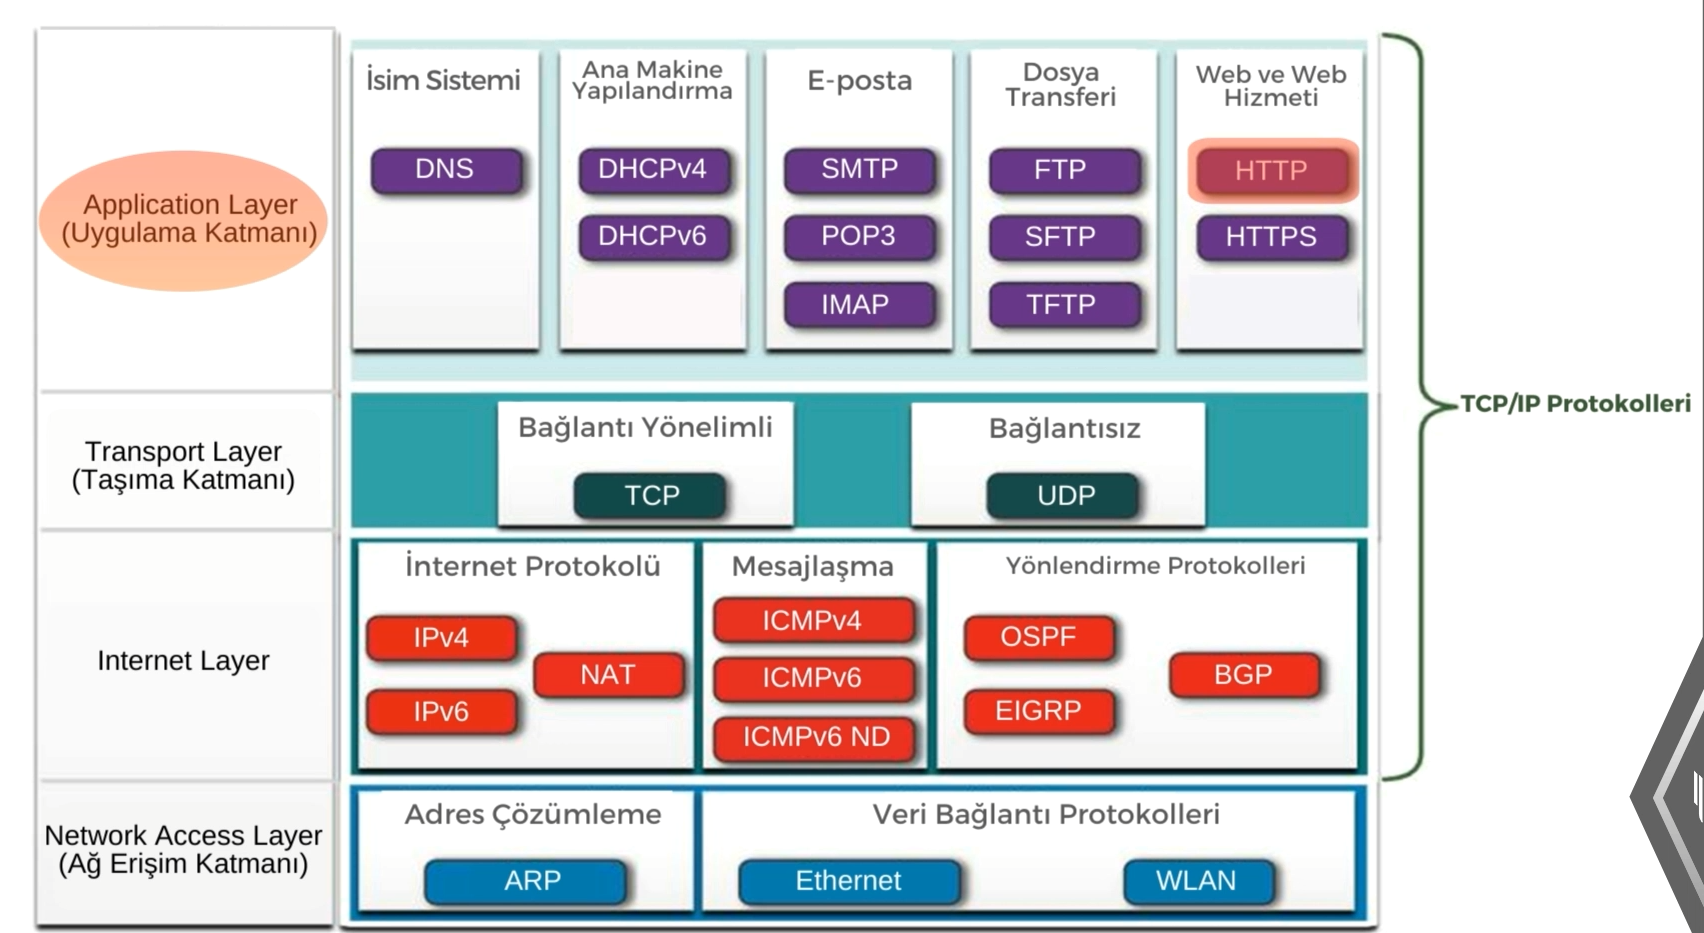 Application Layer
(Uygulama Katmanı)
İsim Sistemi
DNS
Ana Makine
Yapılandırma
DHCPv4
DHCPv6
E-posta
SMTP
POP3
IMAP
Dosya
Transferi
FTP
SFTP
TFTP
Web ve Web
Hizmeti
HTTP
HTTPS
TCP/IP Protokolleri
Transport Layer
(Taşıma Katmanı)
Bağlantı Yönelimli
TCP
Bağlantısız
UDP
Internet Layer
İnternet Protokolü
IPv4
NAT
IPv6
Mesajlaşma
ICMPv4
ICMPv6
ICMPv6 ND
Yönlendirme Protokolleri
OSPF
BGP
EIGRP
Network Access Layer
(Ağ Erişim Katmanı)
Adres Çözümleme
ARP
Veri Bağlantı Protokolleri
Ethernet
WLAN